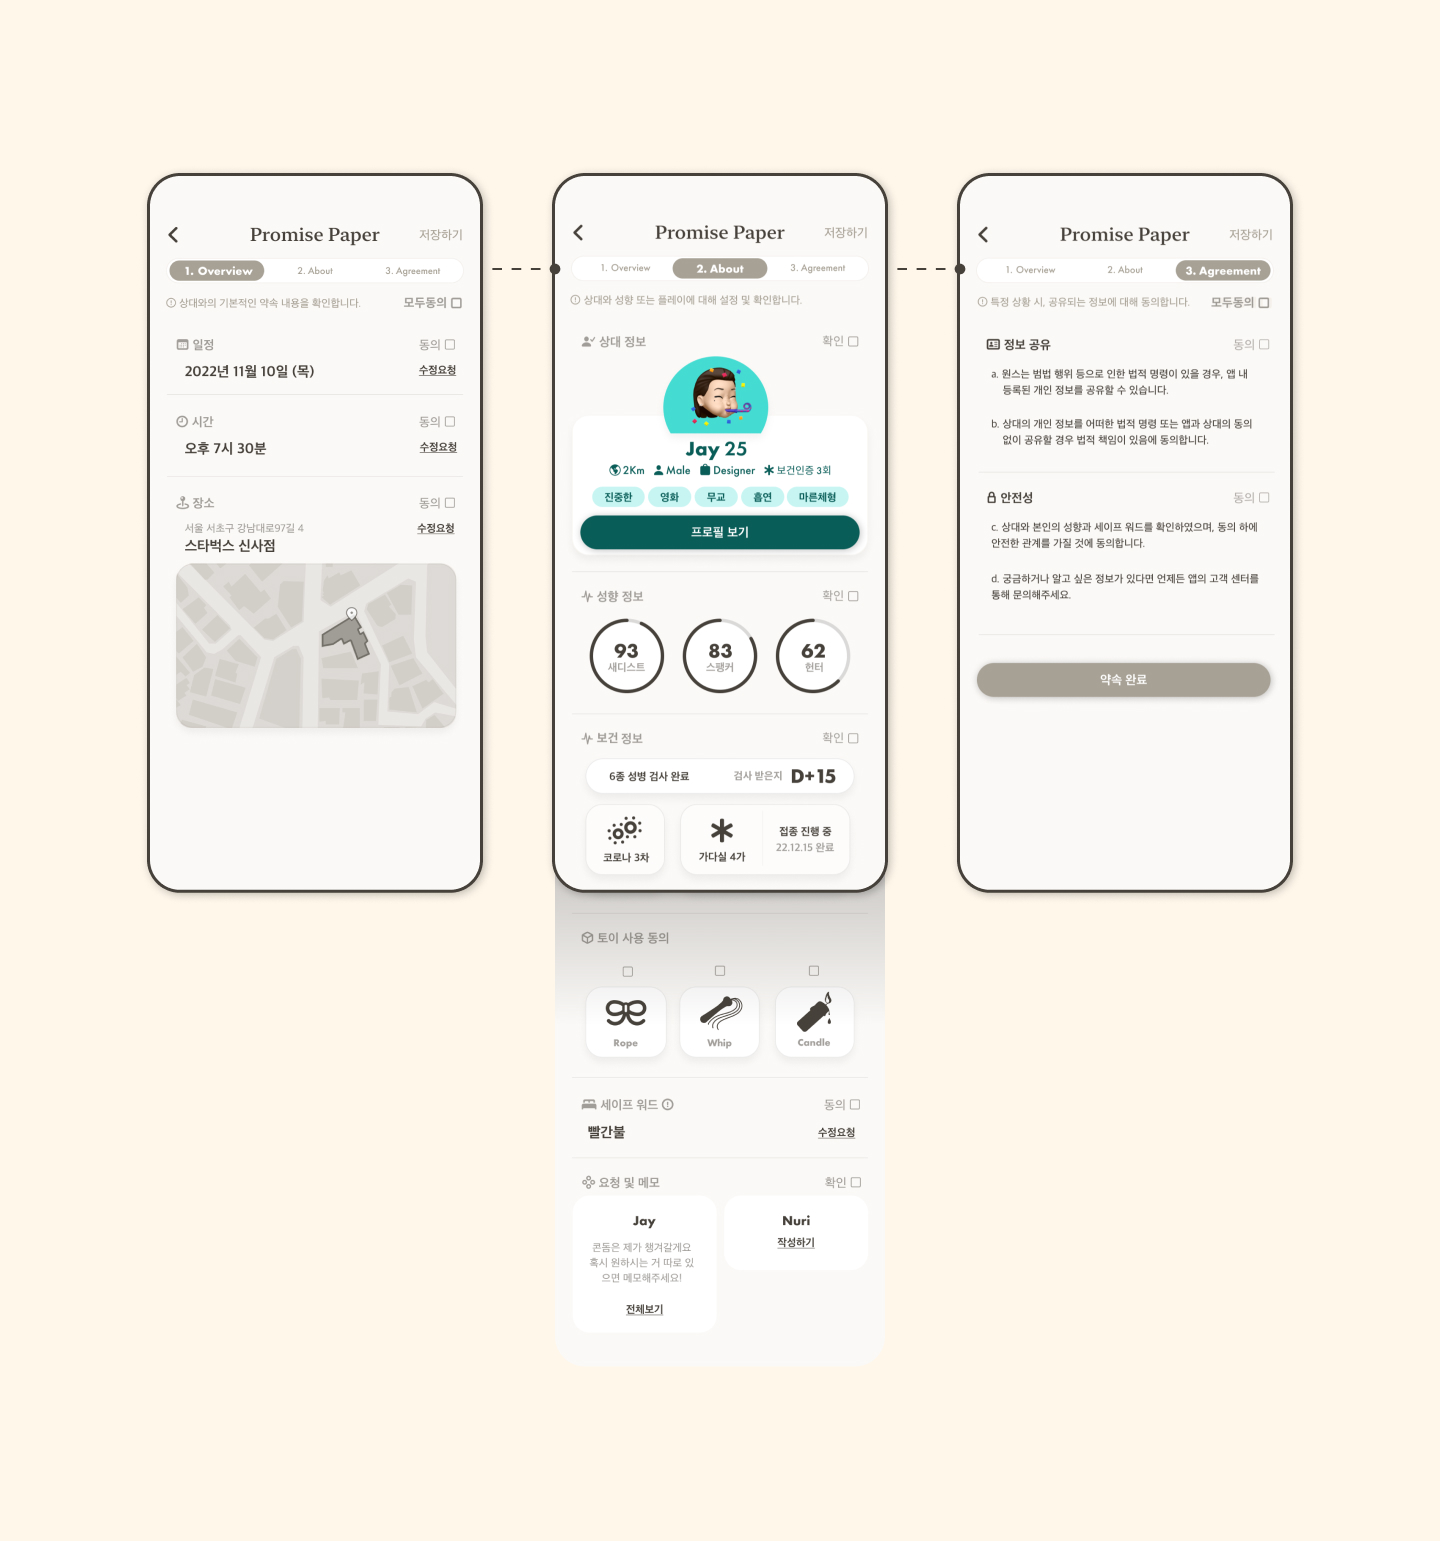 Promise Paper
저장하기
1. Overview
2. About
3. Agreement
상대와의 기본적인 약속 내용을 확인합니다.
모두동의
일정
동의
2022년 11월 10일 (목)
수정요청
시간
동의
오후 7시 30분
수정요청
장소
동의
서울 서초구 강남대로97길 4
수정요청
스타벅스 신사점
Promise Paper
저장하기
1. Overview
2. About
3. Agreement
상대와 성향 또는 플레이에 대해 설정 및 확인합니다.
상대 정보
확인
Jay 25
2Km
Male
Designer
보건인증 3회
진중한
영화
무교
흡연
마른체형
프로필 보기
성향 정보
확인
93
새디스트
83
스팽커
62
헌터
보건 정보
확인
6종 성병 검사 완료
검사 받은지
D+15
코로나 3차
가다실 4가
접종 진행 중
22.12.15 완료
토이 사용 동의
Rope
Whip
Candle
세이프 워드
동의
빨간불
수정요청
요청 및 메모
확인
Jay
콘돔은 제가 챙겨갈게요
혹시 원하시는 거 따로 있
으면 메모해주세요!
전체보기
Nuri
작성하기
Promise Paper
저장하기
1. Overview
2. About
3. Agreement
특정 상황 시, 공유되는 정보에 대해 동의합니다.
모두동의
정보 공유
동의
a. 원스는 범법 행위 등으로 인한 법적 명령이 있을 경우, 앱 내
등록된 개인 정보를 공유할 수 있습니다.
b. 상대의 개인 정보를 어떠한 법적 명령 또는 앱과 상대의 동의
없이 공유할 경우 법적 책임이 있음에 동의합니다.
안전성
동의
c. 상대와 본인의 성향과 세이프 워드를 확인하였으며, 동의 하에
안전한 관계를 가질 것에 동의합니다.
d. 궁금하거나 알고 싶은 정보가 있다면 언제든 앱의 고객 센터를
통해 문의해주세요.
약속 완료